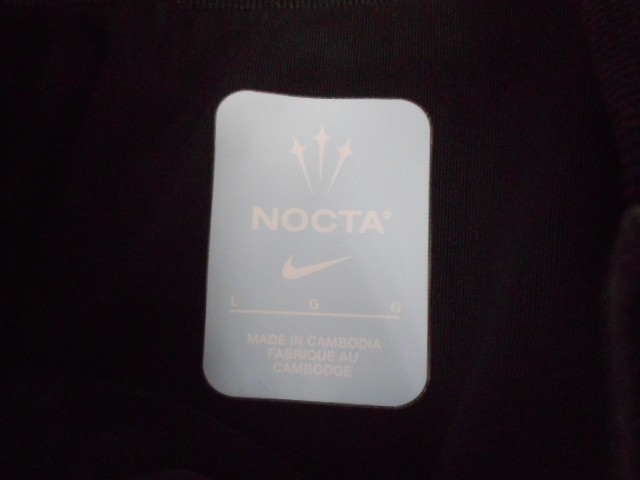 NOCTA®
L G G
MADE IN CAMBODIA
FABRIQUE AU
CAMBODGE